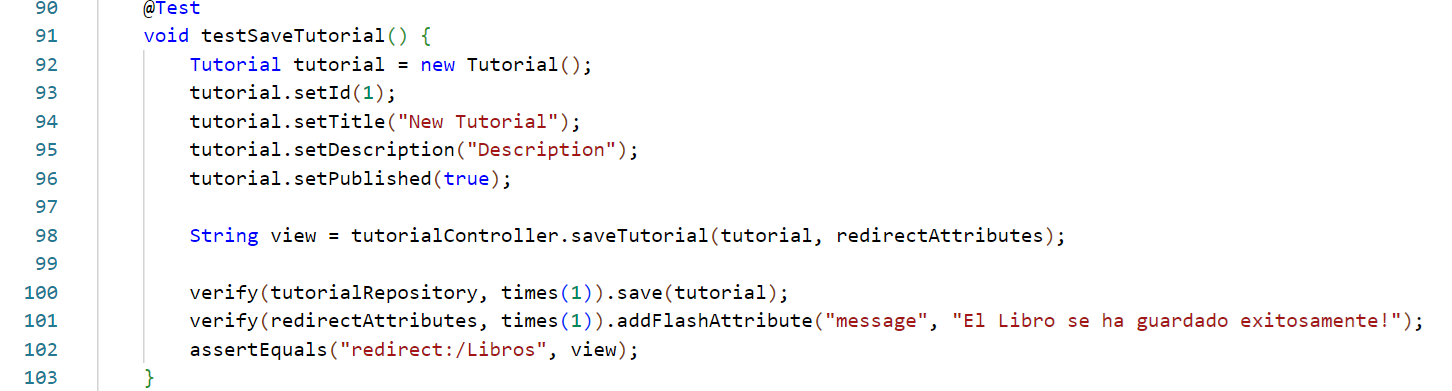 90 @Test
91 void testSaveTutorial() {
92 Tutorial tutorial = new Tutorial();
93 tutorial.setId(1);
94 tutorial.setTitle("New Tutorial");
95 tutorial.setDescription("Description");
96 tutorial.setPublished(true);
97
98 String view = tutorialController.saveTutorial(tutorial, redirectAttributes);
99
100 verify(tutorialRepository, times(1)).save(tutorial);
101 verify(redirectAttributes, times(1)).addFlashAttribute("message", "El Libro se ha guardado exitosamente!");
102 assertEquals("redirect:/Libros", view);
103 }